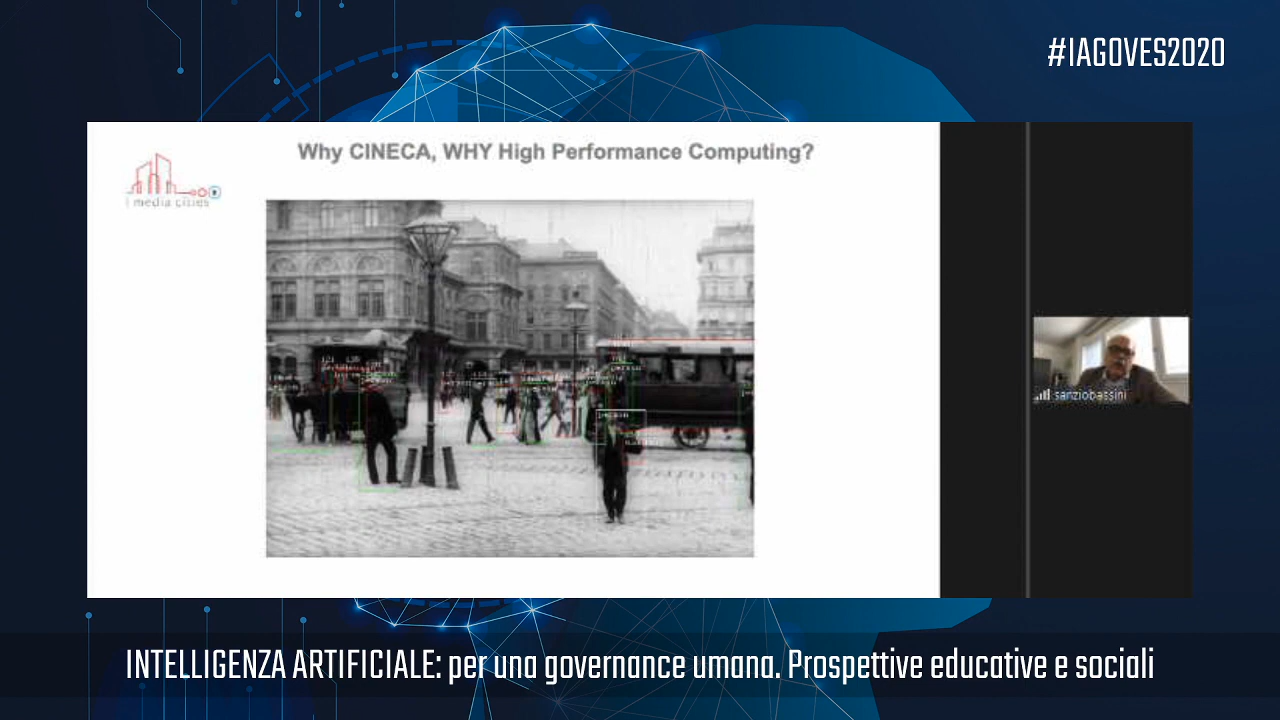 #IAGOVES2020
Why CINECA, WHY High Performance Computing?
I media cities
sanziobassini
INTELLIGENZA ARTIFICIALE: per una governance umana. Prospettive educative e sociali